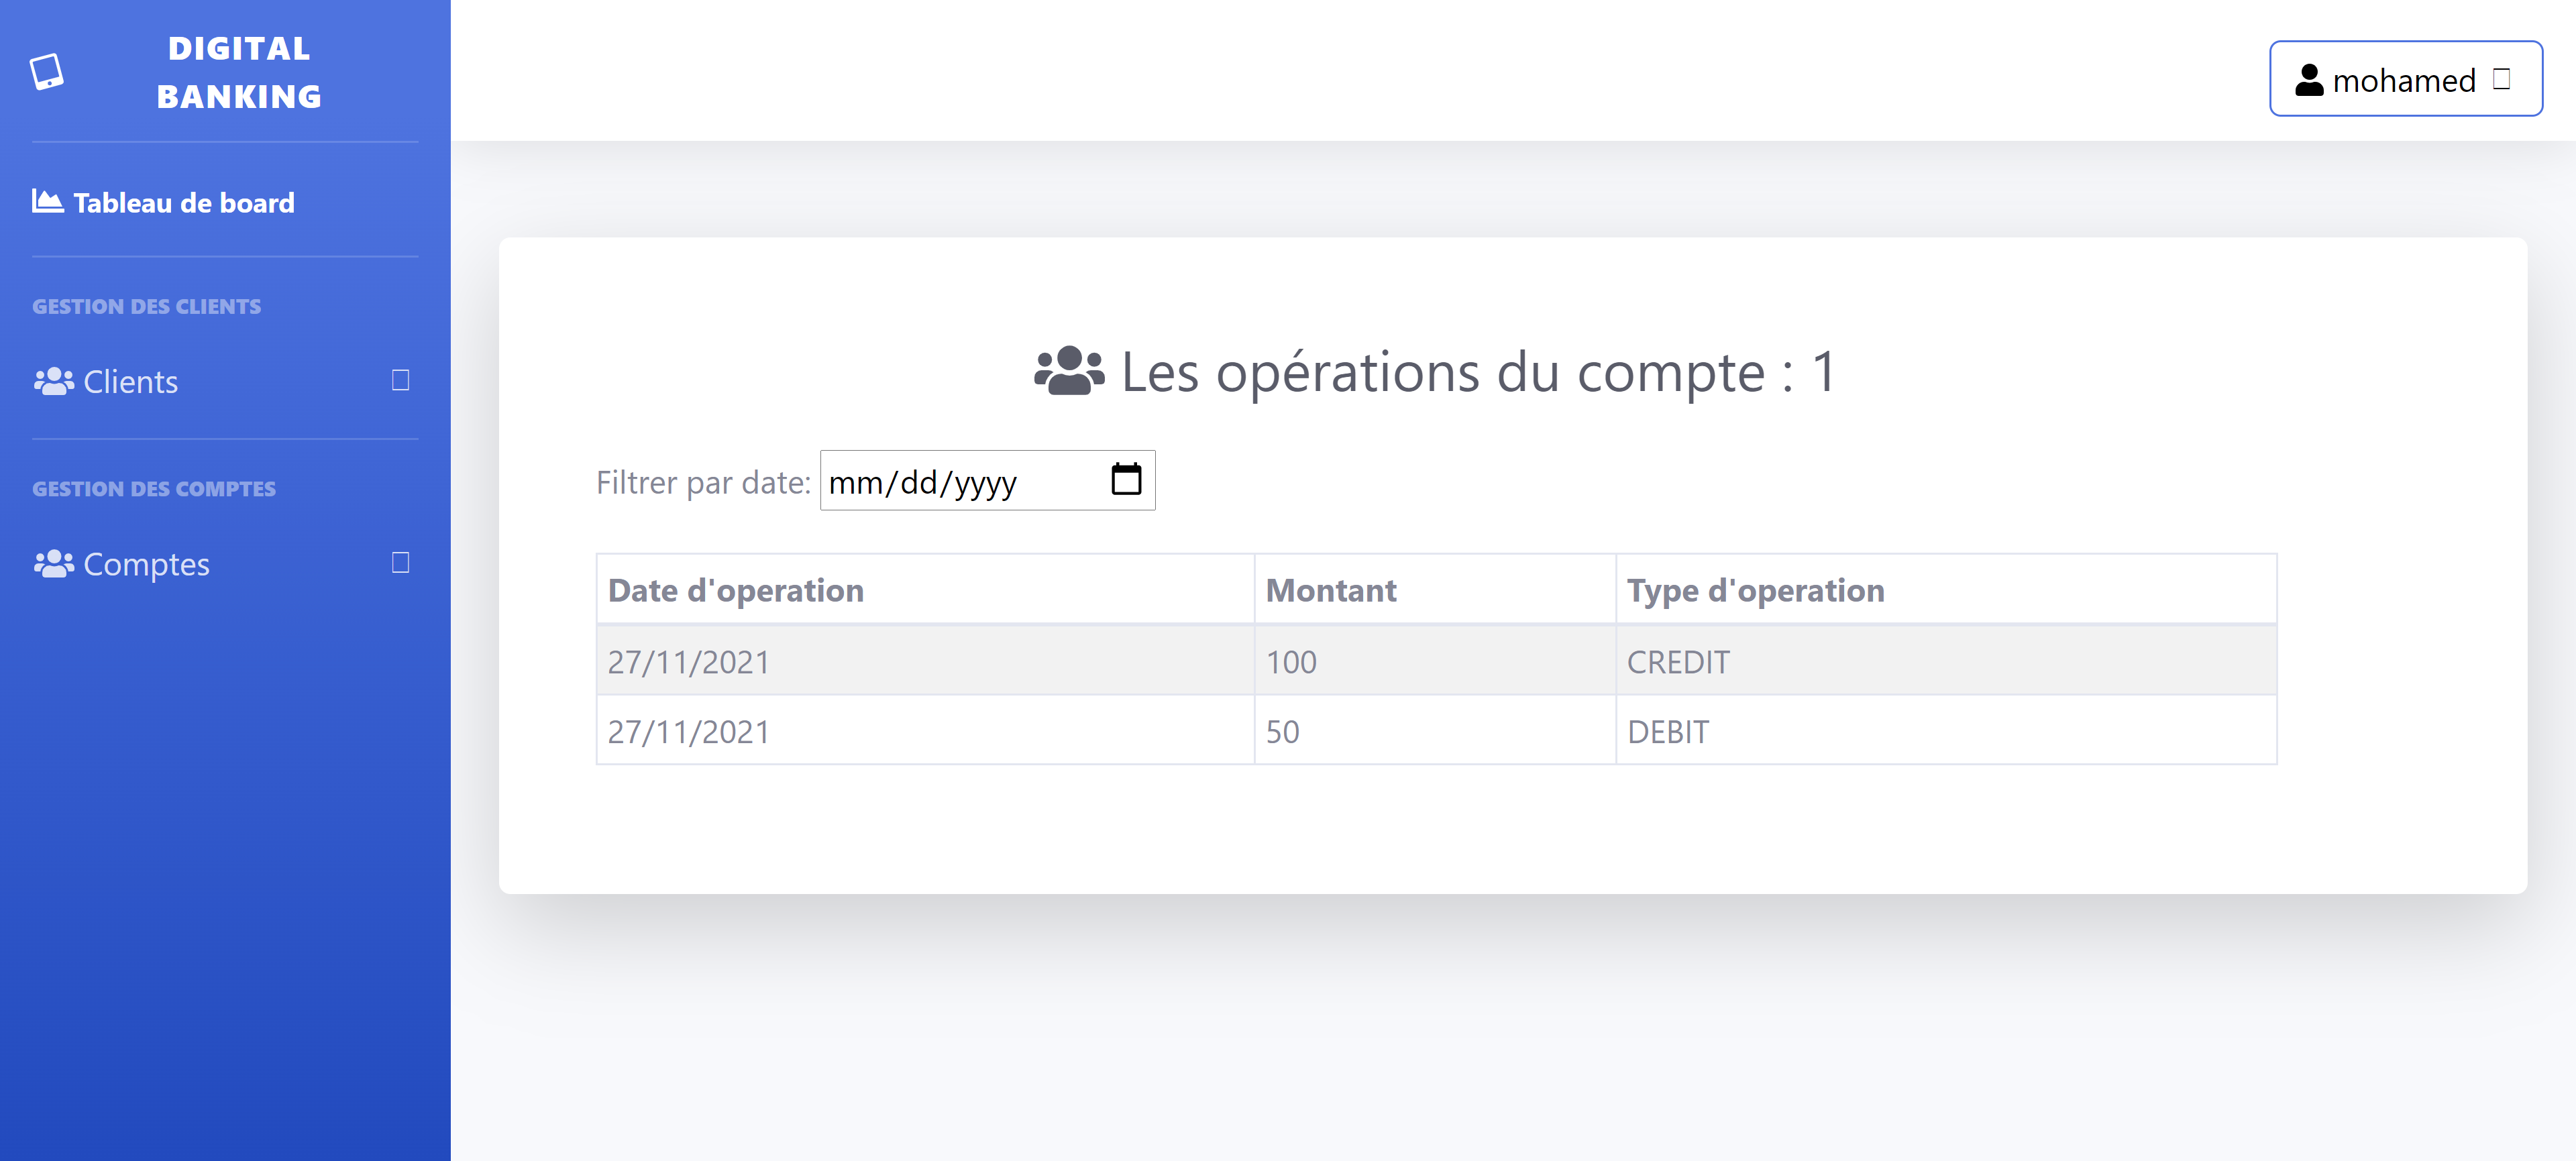 DIGITAL
BANKING
mohamed
Tableau de board
GESTION DES CLIENTS
Clients
GESTION DES COMPTES
Comptes
Les opérations du compte : 1
Filtrer par date: mm/dd/yyyy
Date d'operation Montant Type d'operation
27/11/2021 100 CREDIT
27/11/2021 50 DEBIT